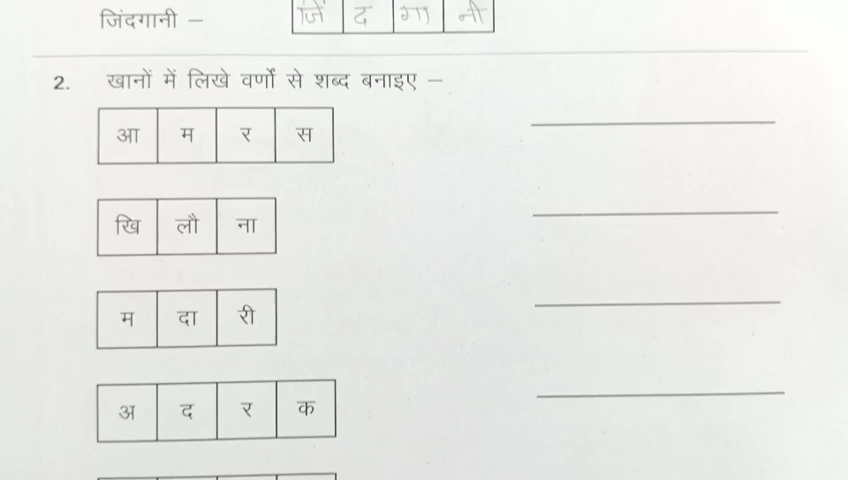 जिंदगानी – जिं द गा नी
2. खानों में लिखे वर्णों से शब्द बनाइए –
आ म र स
खि लौ ना
म दा री
अ द र क